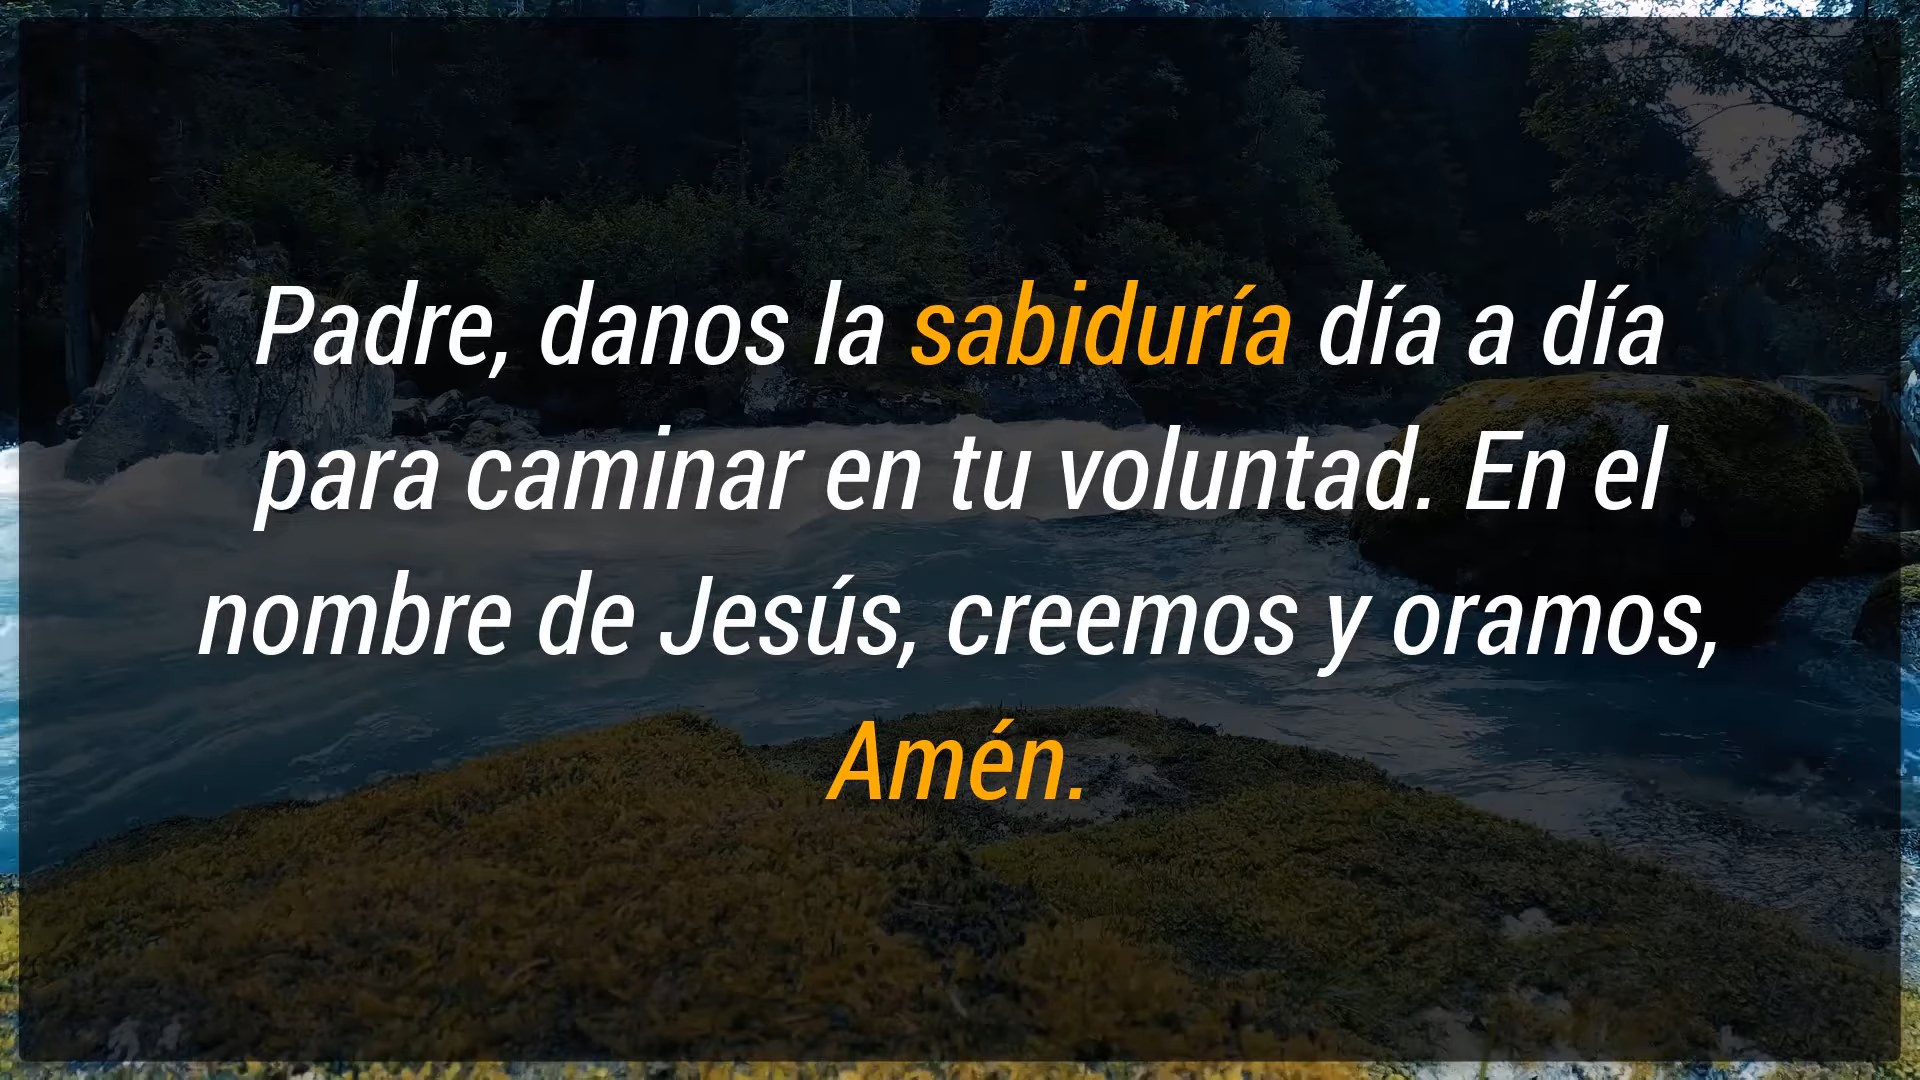 Padre, danos la sabiduría día a día
para caminar en tu voluntad. En el
nombre de Jesús, creemos y oramos,
Amén.